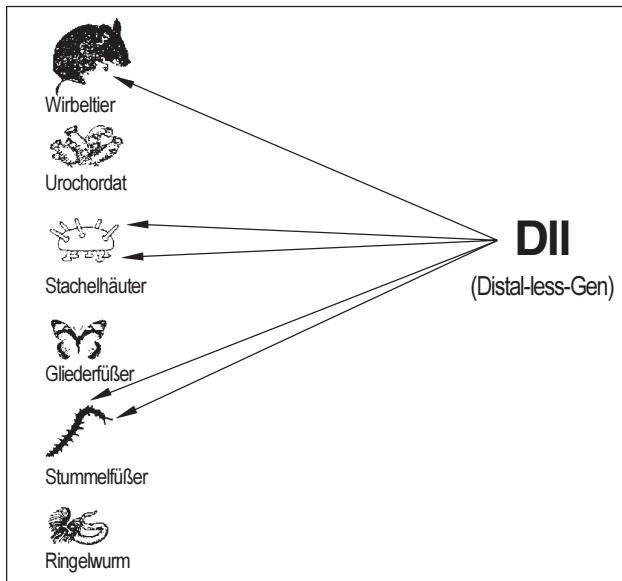 Wirbeltier
Urochordat
Stachelhäuter
Gliederfüßer
Stummelfüßer
Ringelwurm
Dll
(Distal-less-Gen)